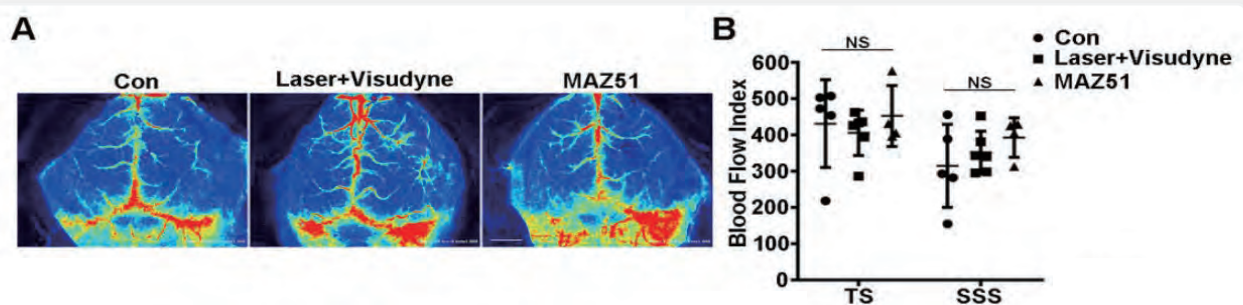 A
Con
Laser+Visudyne
MAZ51
B
NS
NS
Con
Laser+Visudyne
MAZ51
Blood Flow Index
600
500
400
300
200
100
0
TS
SSS